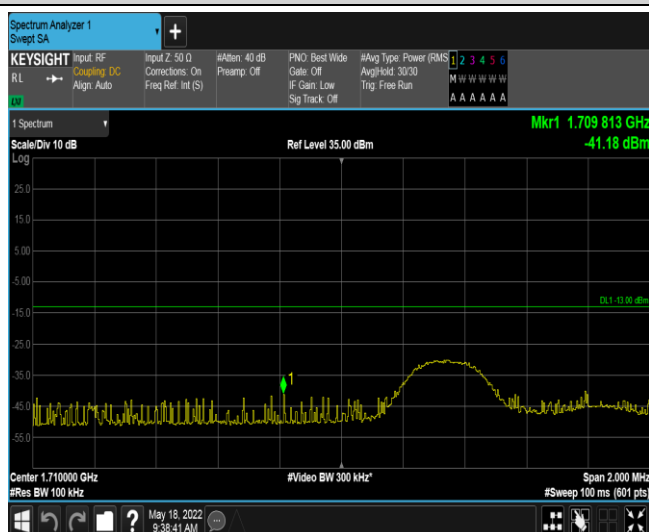 Spectrum Analyzer 1
Swept SA
+
KEYSIGHT
RL
Input: RF
Coupling: DC
Align: Auto
Input Z: 50 Ω
Corrections: On
Freq Ref: Int (S)
#Atten: 40 dB
Preamp: Off
PNO: Best Wide
Gate: Off
IF Gain: Low
Sig Track: Off
#Avg Type: Power (RMS
Avg|Hold: 30/30
Trig: Free Run
1 2 3 4 5 6
M W W W W W
A A A A A A
1 Spectrum
Scale/Div 10 dB
Ref Level 35.00 dBm
Mkr1 1.709 813 GHz
-41.18 dBm
Log
25.0
15.0
5.00
-5.00
DL1 -13.00 dBm
-15.0
-25.0
-35.0
1
-45.0
-55.0
Center 1.710000 GHz
#Video BW 300 kHz*
Span 2.000 MHz
#Res BW 100 kHz
#Sweep 100 ms (601 pts)
?
May 18, 2022
9:38:41 AM